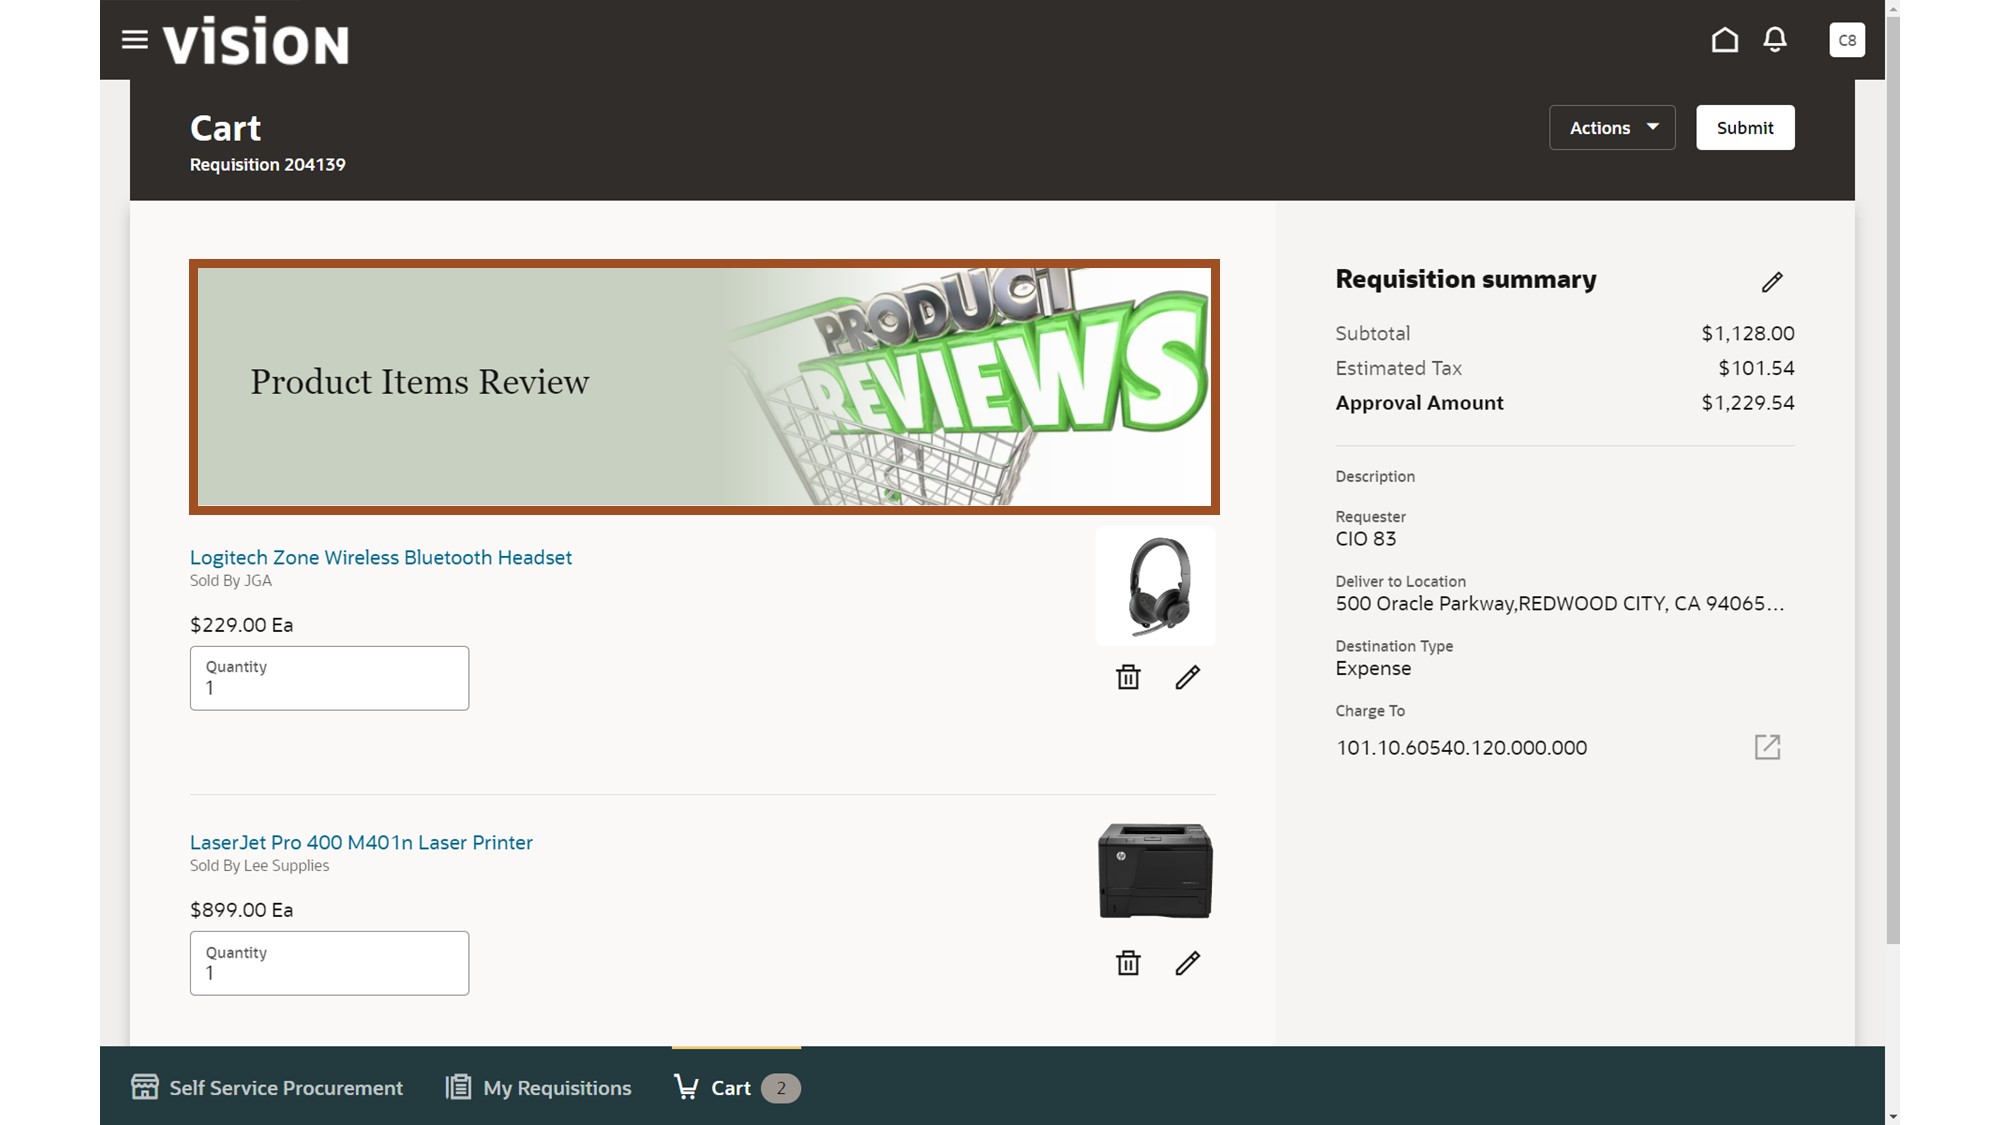 vision
C8
Cart
Requisition 204139
Actions
Submit
Product Items Review
PRODUCT
REVIEWS
Logitech Zone Wireless Bluetooth Headset
Sold By JGA
$229.00 Ea
Quantity
1
LaserJet Pro 400 M401n Laser Printer
Sold By Lee Supplies
$899.00 Ea
Quantity
1
hp
Requisition summary
Subtotal $1,128.00
Estimated Tax $101.54
Approval Amount $1,229.54
Description
Requester
CIO 83
Deliver to Location
500 Oracle Parkway,REDWOOD CITY, CA 94065...
Destination Type
Expense
Charge To
101.10.60540.120.000.000
Self Service Procurement
My Requisitions
Cart 2